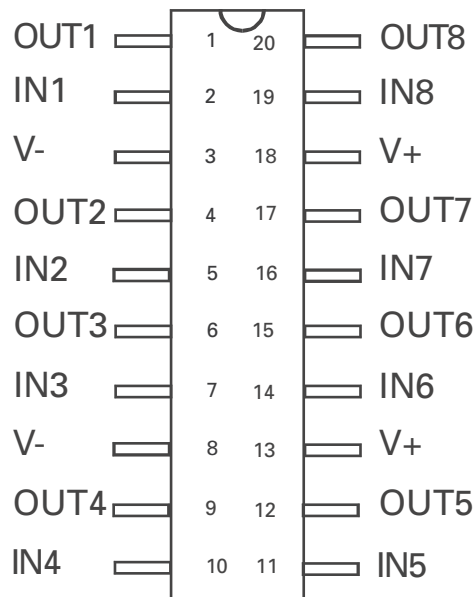 OUT1 1 20 OUT8
IN1 2 19 IN8
V- 3 18 V+
OUT2 4 17 OUT7
IN2 5 16 IN7
OUT3 6 15 OUT6
IN3 7 14 IN6
V- 8 13 V+
OUT4 9 12 OUT5
IN4 10 11 IN5